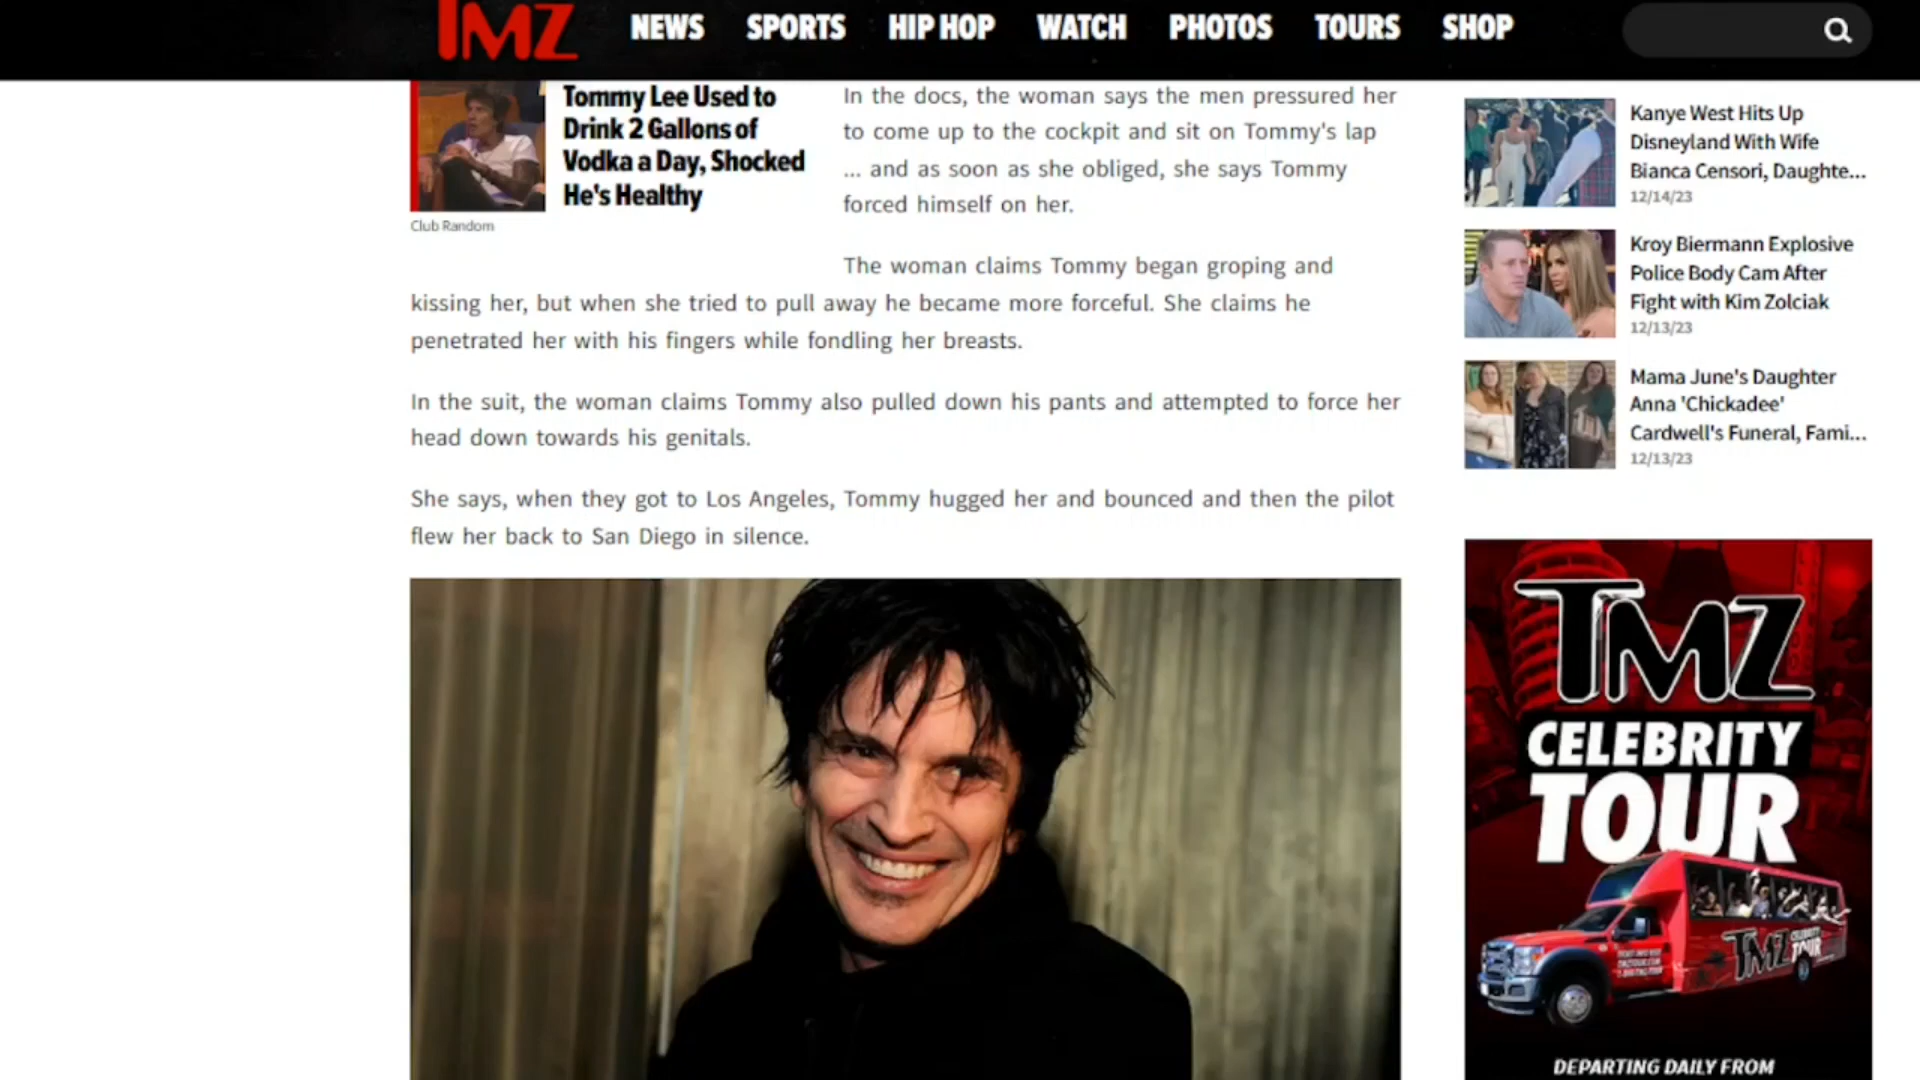 TMZ
NEWS SPORTS HIP HOP WATCH PHOTOS TOURS SHOP
Tommy Lee Used to
Drink 2 Gallons of
Vodka a Day, Shocked
He's Healthy
Club Random
In the docs, the woman says the men pressured her
to come up to the cockpit and sit on Tommy's lap
... and as soon as she obliged, she says Tommy
forced himself on her.
The woman claims Tommy began groping and
kissing her, but when she tried to pull away he became more forceful. She claims he
penetrated her with his fingers while fondling her breasts.
In the suit, the woman claims Tommy also pulled down his pants and attempted to force her
head down towards his genitals.
She says, when they got to Los Angeles, Tommy hugged her and bounced and then the pilot
flew her back to San Diego in silence.
Kanye West Hits Up
Disneyland With Wife
Bianca Censori, Daughte...
12/14/23
Kroy Biermann Explosive
Police Body Cam After
Fight with Kim Zolciak
12/13/23
Mama June's Daughter
Anna 'Chickadee'
Cardwell's Funeral, Fami...
12/13/23
TMZ
CELEBRITY
TOUR
TMZ CELEBRITY
TOUR
DEPARTING DAILY FROM